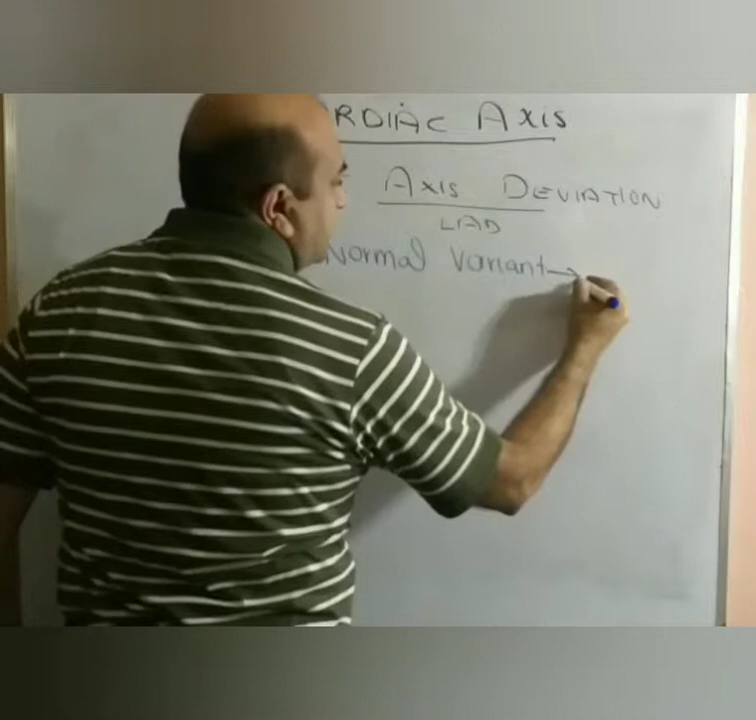 RDIAC AXIS
AXIS DEVIATION
LAD
Normal Variant →